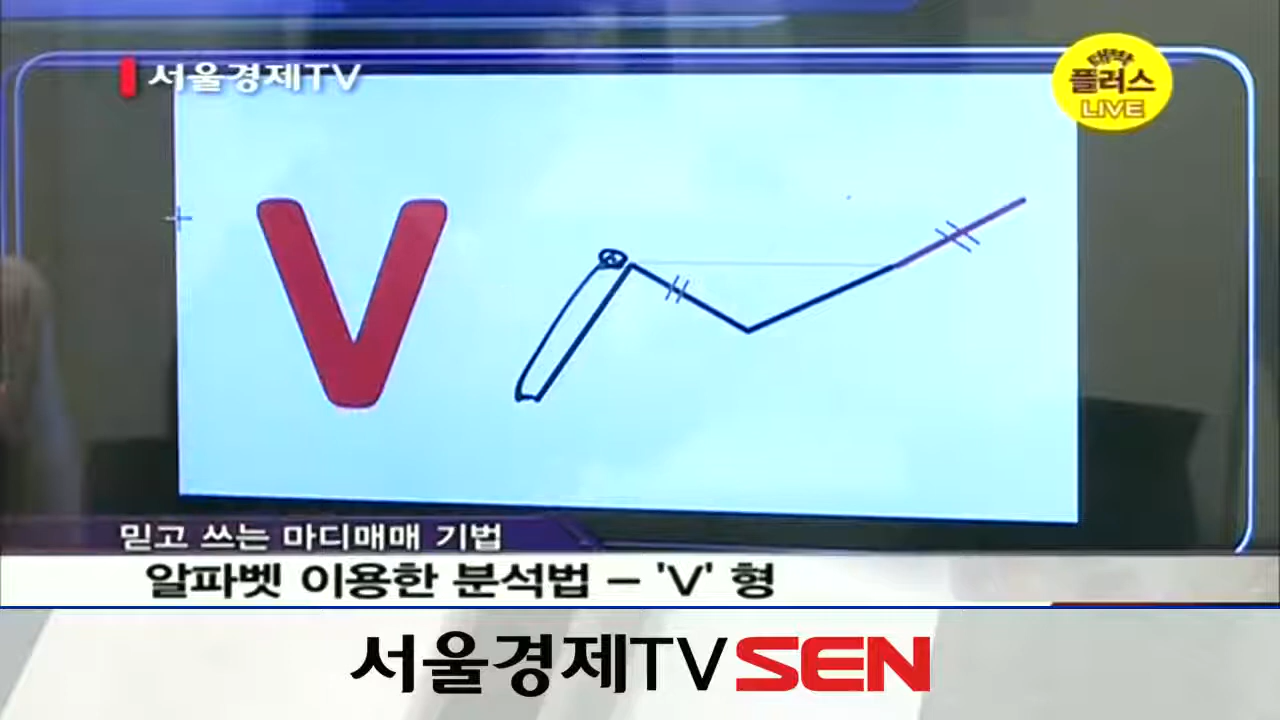 서울경제TV
대박
플러스
LIVE
V
믿고 쓰는 마디매매 기법
알파벳 이용한 분석법 – 'V' 형
서울경제TV SEN